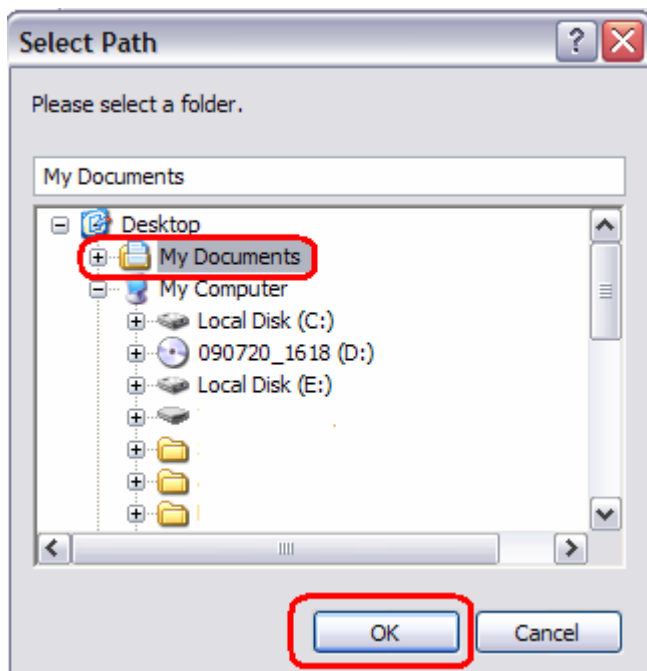 Select Path
Please select a folder.
My Documents
Desktop
My Documents
My Computer
Local Disk (C:)
090720_1618 (D:)
Local Disk (E:)
OK Cancel